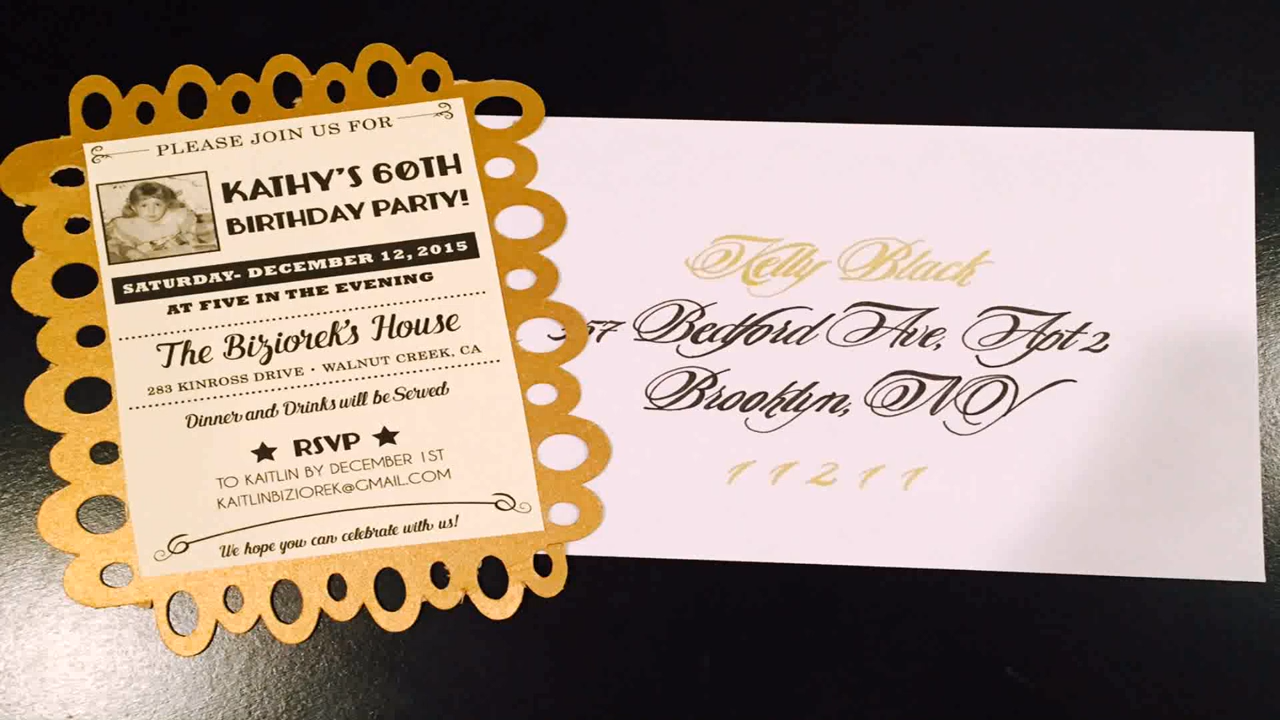 PLEASE JOIN US FOR
KATHY'S 60TH
BIRTHDAY PARTY!
SATURDAY- DECEMBER 12, 2015
AT FIVE IN THE EVENING
The Biziorek's House
283 KINROSS DRIVE • WALNUT CREEK, CA
Dinner and Drinks will be Served
★ RSVP ★
TO KAITLIN BY DECEMBER 1ST
KAITLINBIZIOREK@GMAIL.COM
We hope you can celebrate with us!
Kelly Black
Bedford Ave, Apt 2
Brooklyn, NY
11211